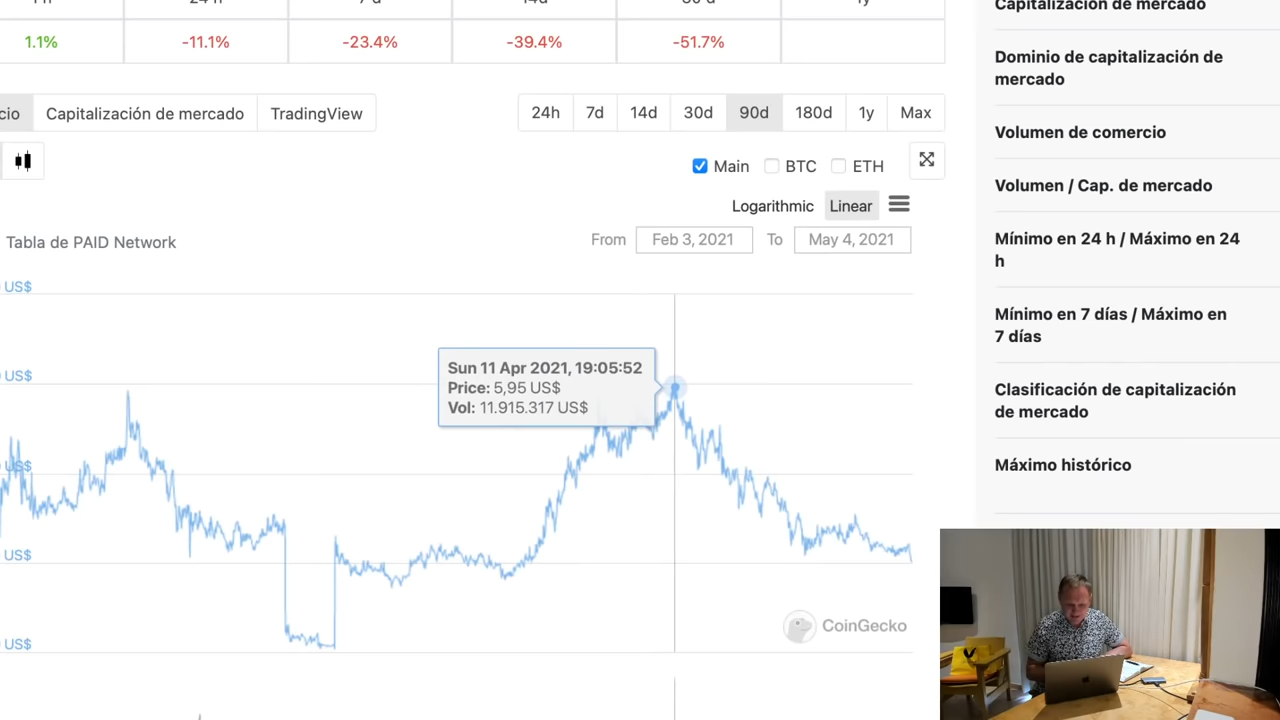 Capitalización de mercado
1.1%
-11.1%
-23.4%
-39.4%
-51.7%
Dominio de capitalización de
mercado
cio
Capitalización de mercado
TradingView
24h
7d
14d
30d
90d
180d
1y
Max
Volumen de comercio
Main
BTC
ETH
Volumen / Cap. de mercado
Logarithmic
Linear
Tabla de PAID Network
From
Feb 3, 2021
To
May 4, 2021
Mínimo en 24 h / Máximo en 24
h
US$
Mínimo en 7 días / Máximo en
7 días
Sun 11 Apr 2021, 19:05:52
Price: 5,95 US$
Vol: 11.915.317 US$
US$
Clasificación de capitalización
de mercado
US$
Máximo histórico
US$
CoinGecko
US$